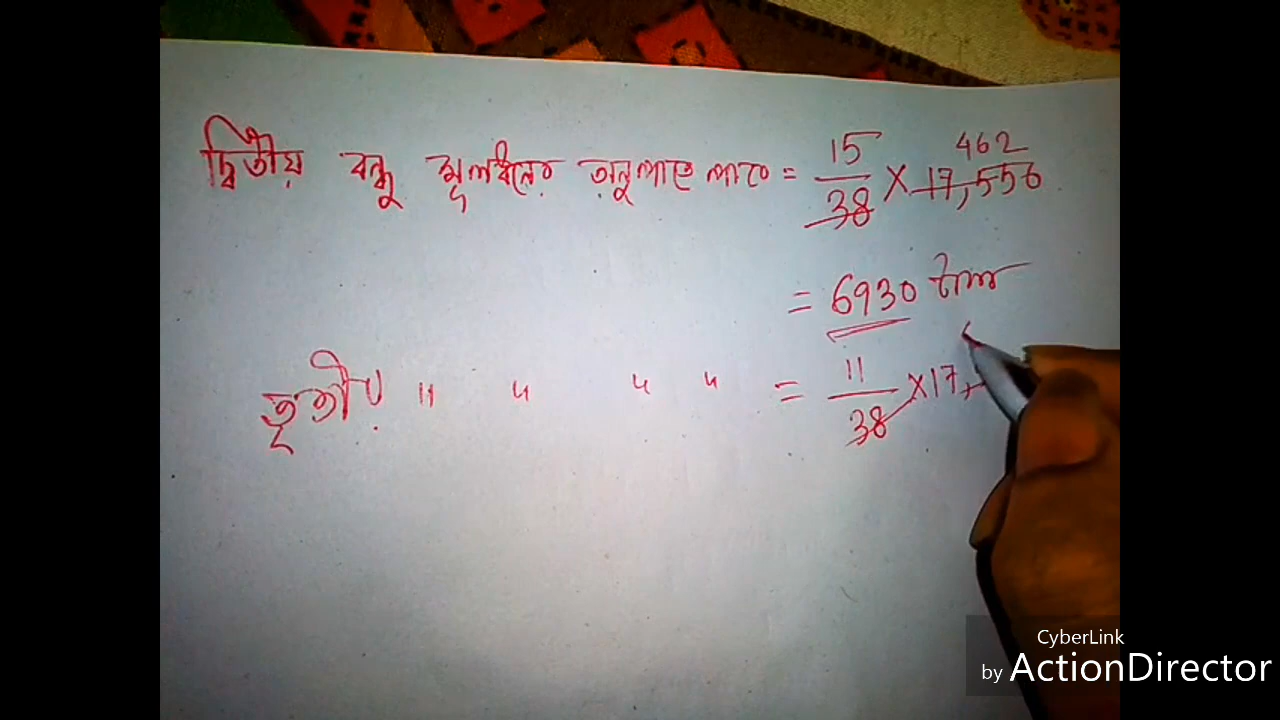 462
দ্বিতীয় বন্ধু মূলধনের অনুপাতে পাবে = 15/38 × 17,556
= 6930 টাকা
তৃতীয় " " " " = 11/38 × 17,
CyberLink
by ActionDirector